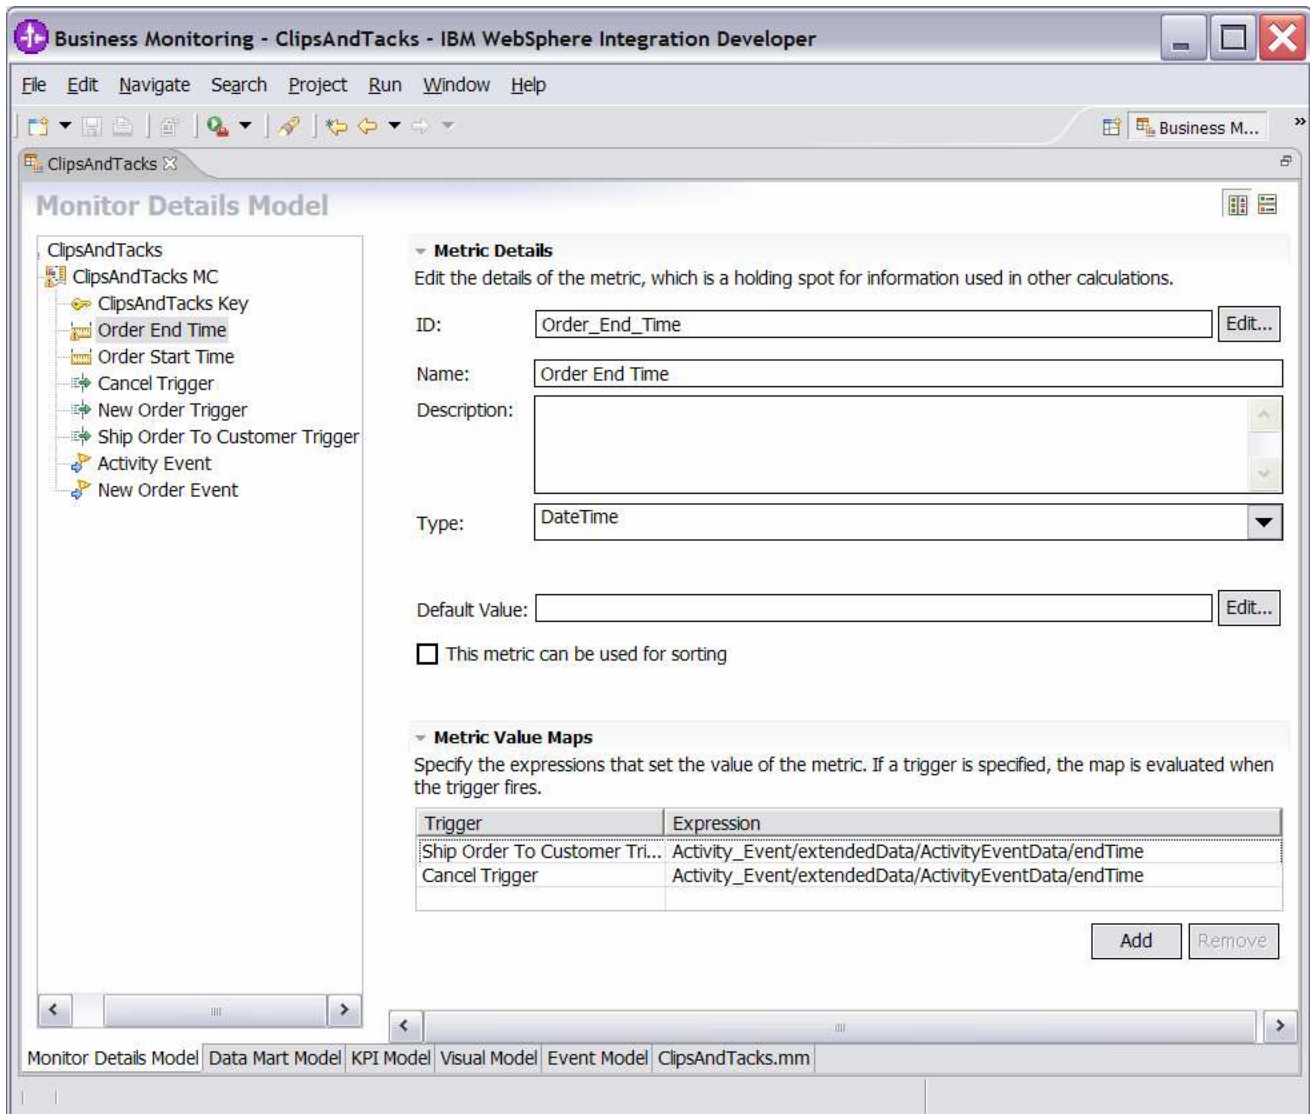 Business Monitoring - ClipsAndTacks - IBM WebSphere Integration Developer
File Edit Navigate Search Project Run Window Help
Business M... »
ClipsAndTacks
Monitor Details Model
ClipsAndTacks
ClipsAndTacks MC
ClipsAndTacks Key
Order End Time
Order Start Time
Cancel Trigger
New Order Trigger
Ship Order To Customer Trigger
Activity Event
New Order Event
Metric Details
Edit the details of the metric, which is a holding spot for information used in other calculations.
ID: Order_End_Time Edit...
Name: Order End Time
Description:
Type: DateTime
Default Value: Edit...
This metric can be used for sorting
Metric Value Maps
Specify the expressions that set the value of the metric. If a trigger is specified, the map is evaluated when
the trigger fires.
Trigger Expression
Ship Order To Customer Tri... Activity_Event/extendedData/ActivityEventData/endTime
Cancel Trigger Activity_Event/extendedData/ActivityEventData/endTime
Add Remove
Monitor Details Model Data Mart Model KPI Model Visual Model Event Model ClipsAndTacks.mm